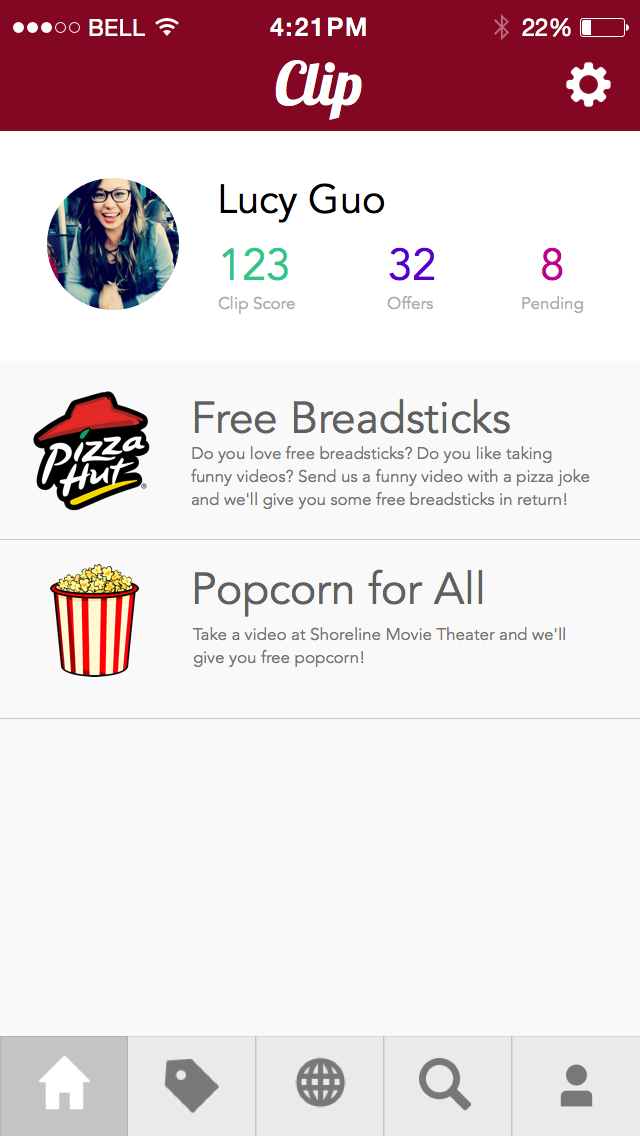 BELL 4:21PM 22%
Clip
Lucy Guo
123 32 8
Clip Score Offers Pending
Pizza
Hut
®
Free Breadsticks
Do you love free breadsticks? Do you like taking
funny videos? Send us a funny video with a pizza joke
and we'll give you some free breadsticks in return!
Popcorn for All
Take a video at Shoreline Movie Theater and we'll
give you free popcorn!